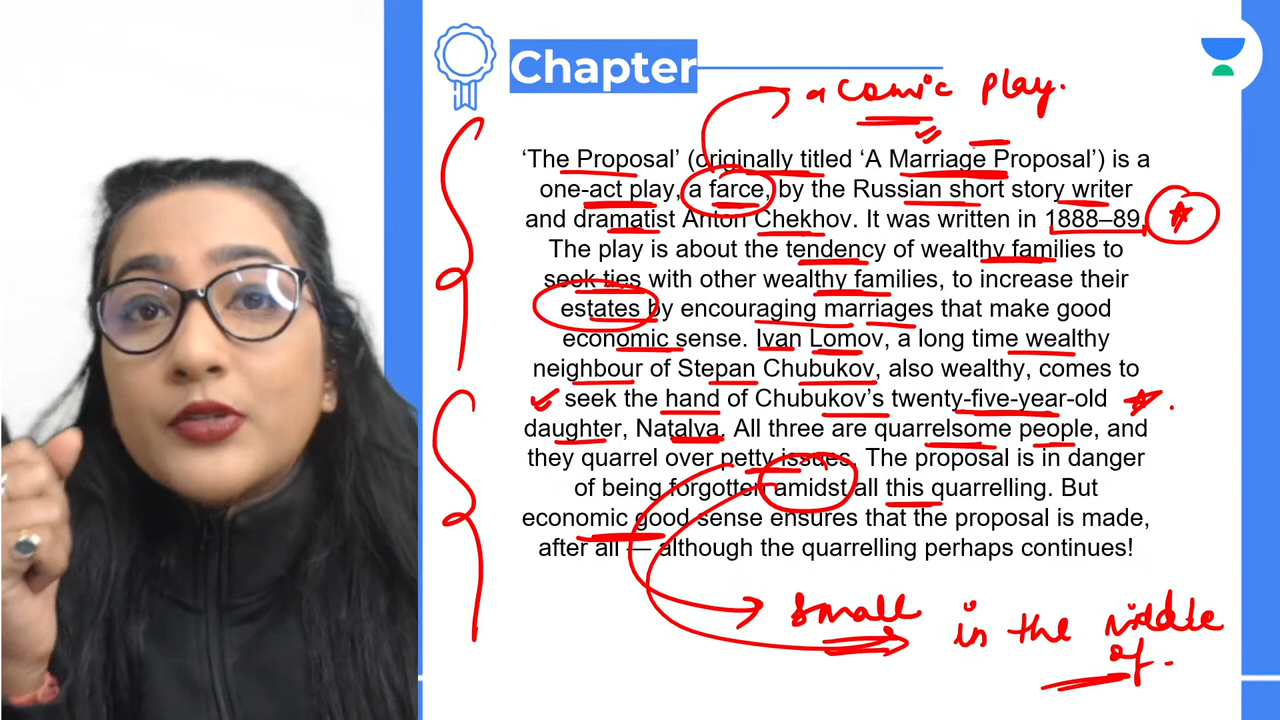 Chapter
a comic play.
‘The Proposal’ (originally titled ‘A Marriage Proposal’) is a
one-act play, a farce, by the Russian short story writer
and dramatist Anton Chekhov. It was written in 1888–89.
The play is about the tendency of wealthy families to
seek ties with other wealthy families, to increase their
estates by encouraging marriages that make good
economic sense. Ivan Lomov, a long time wealthy
neighbour of Stepan Chubukov, also wealthy, comes to
seek the hand of Chubukov’s twenty-five-year-old
daughter, Natalya. All three are quarrelsome people, and
they quarrel over petty issues. The proposal is in danger
of being forgotten amidst all this quarrelling. But
economic good sense ensures that the proposal is made,
after all — although the quarrelling perhaps continues!
small
in the middle
of.